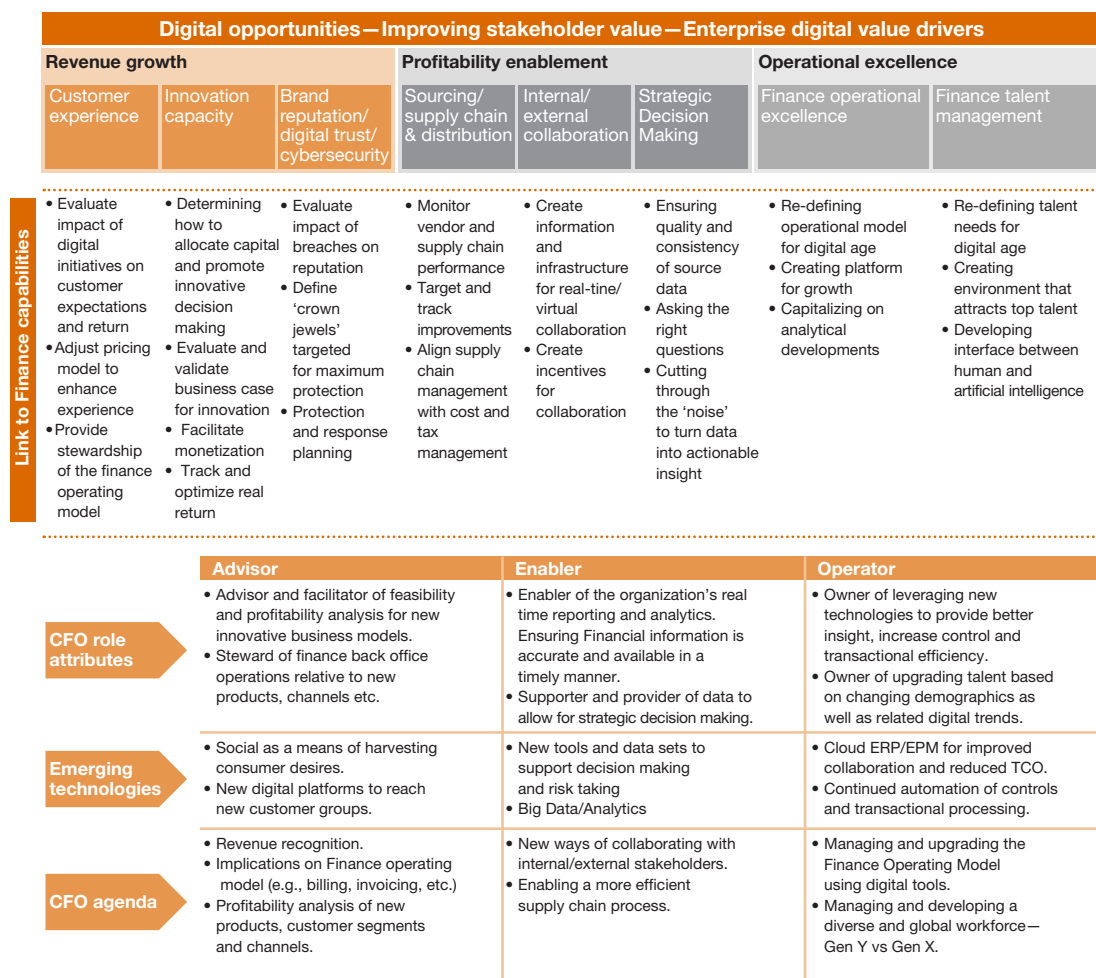 Digital opportunities—Improving stakeholder value—Enterprise digital value drivers
Revenue growth
Profitability enablement
Operational excellence
Customer
experience
Innovation
capacity
Brand
reputation/
digital trust/
cybersecurity
Sourcing/
supply chain
& distribution
Internal/
external
collaboration
Strategic
Decision
Making
Finance operational
excellence
Finance talent
management
Link to Finance capabilities
• Evaluate
impact of
digital
initiatives on
customer
expectations
and return
• Adjust pricing
model to
enhance
experience
• Provide
stewardship
of the finance
operating
model
• Determining
how to
allocate capital
and promote
innovative
decision
making
• Evaluate and
validate
business case
for innovation
• Facilitate
monetization
• Track and
optimize real
return
• Evaluate
impact of
breaches on
reputation
• Define
‘crown
jewels’
targeted
for maximum
protection
• Protection
and response
planning
• Monitor
vendor and
supply chain
performance
• Target and
track
improvements
• Align supply
chain
management
with cost and
tax
management
• Create
information
and
infrastructure
for real-tine/
virtual
collaboration
• Create
incentives
for
collaboration
• Ensuring
quality and
consistency
of source
data
• Asking the
right
questions
• Cutting
through
the ‘noise’
to turn data
into actionable
insight
• Re-defining
operational model
for digital age
• Creating platform
for growth
• Capitalizing on
analytical
developments
• Re-defining talent
needs for
digital age
• Creating
environment that
attracts top talent
• Developing
interface between
human and
artificial intelligence
Advisor
Enabler
Operator
CFO role
attributes
• Advisor and facilitator of feasibility
and profitability analysis for new
innovative business models.
• Steward of finance back office
operations relative to new
products, channels etc.
• Enabler of the organization’s real
time reporting and analytics.
Ensuring Financial information is
accurate and available in a
timely manner.
• Supporter and provider of data to
allow for strategic decision making.
• Owner of leveraging new
technologies to provide better
insight, increase control and
transactional efficiency.
• Owner of upgrading talent based
on changing demographics as
well as related digital trends.
Emerging
technologies
• Social as a means of harvesting
consumer desires.
• New digital platforms to reach
new customer groups.
• New tools and data sets to
support decision making
and risk taking
• Big Data/Analytics
• Cloud ERP/EPM for improved
collaboration and reduced TCO.
• Continued automation of controls
and transactional processing.
CFO agenda
• Revenue recognition.
• Implications on Finance operating
model (e.g., billing, invoicing, etc.)
• Profitability analysis of new
products, customer segments
and channels.
• New ways of collaborating with
internal/external stakeholders.
• Enabling a more efficient
supply chain process.
• Managing and upgrading the
Finance Operating Model
using digital tools.
• Managing and developing a
diverse and global workforce—
Gen Y vs Gen X.